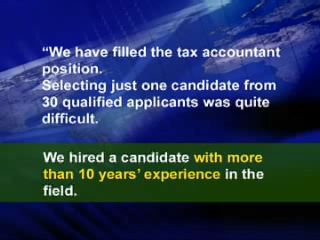 “We have filled the tax accountant
position.
Selecting just one candidate from
30 qualified applicants was quite
difficult.
We hired a candidate with more
than 10 years’ experience in the
field.